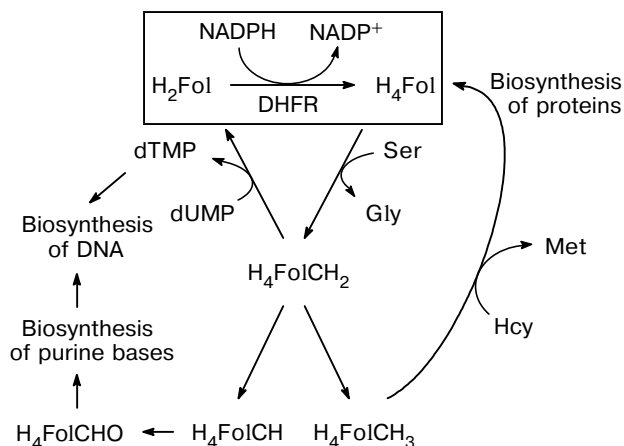 NADPH NADP⁺
H₂Fol H₄Fol
DHFR
Biosynthesis
of proteins
dTMP
Ser
dUMP
Gly
Biosynthesis
of DNA
H₄FolCH₂
Met
Hcy
Biosynthesis
of purine bases
H₄FolCHO H₄FolCH H₄FolCH₃